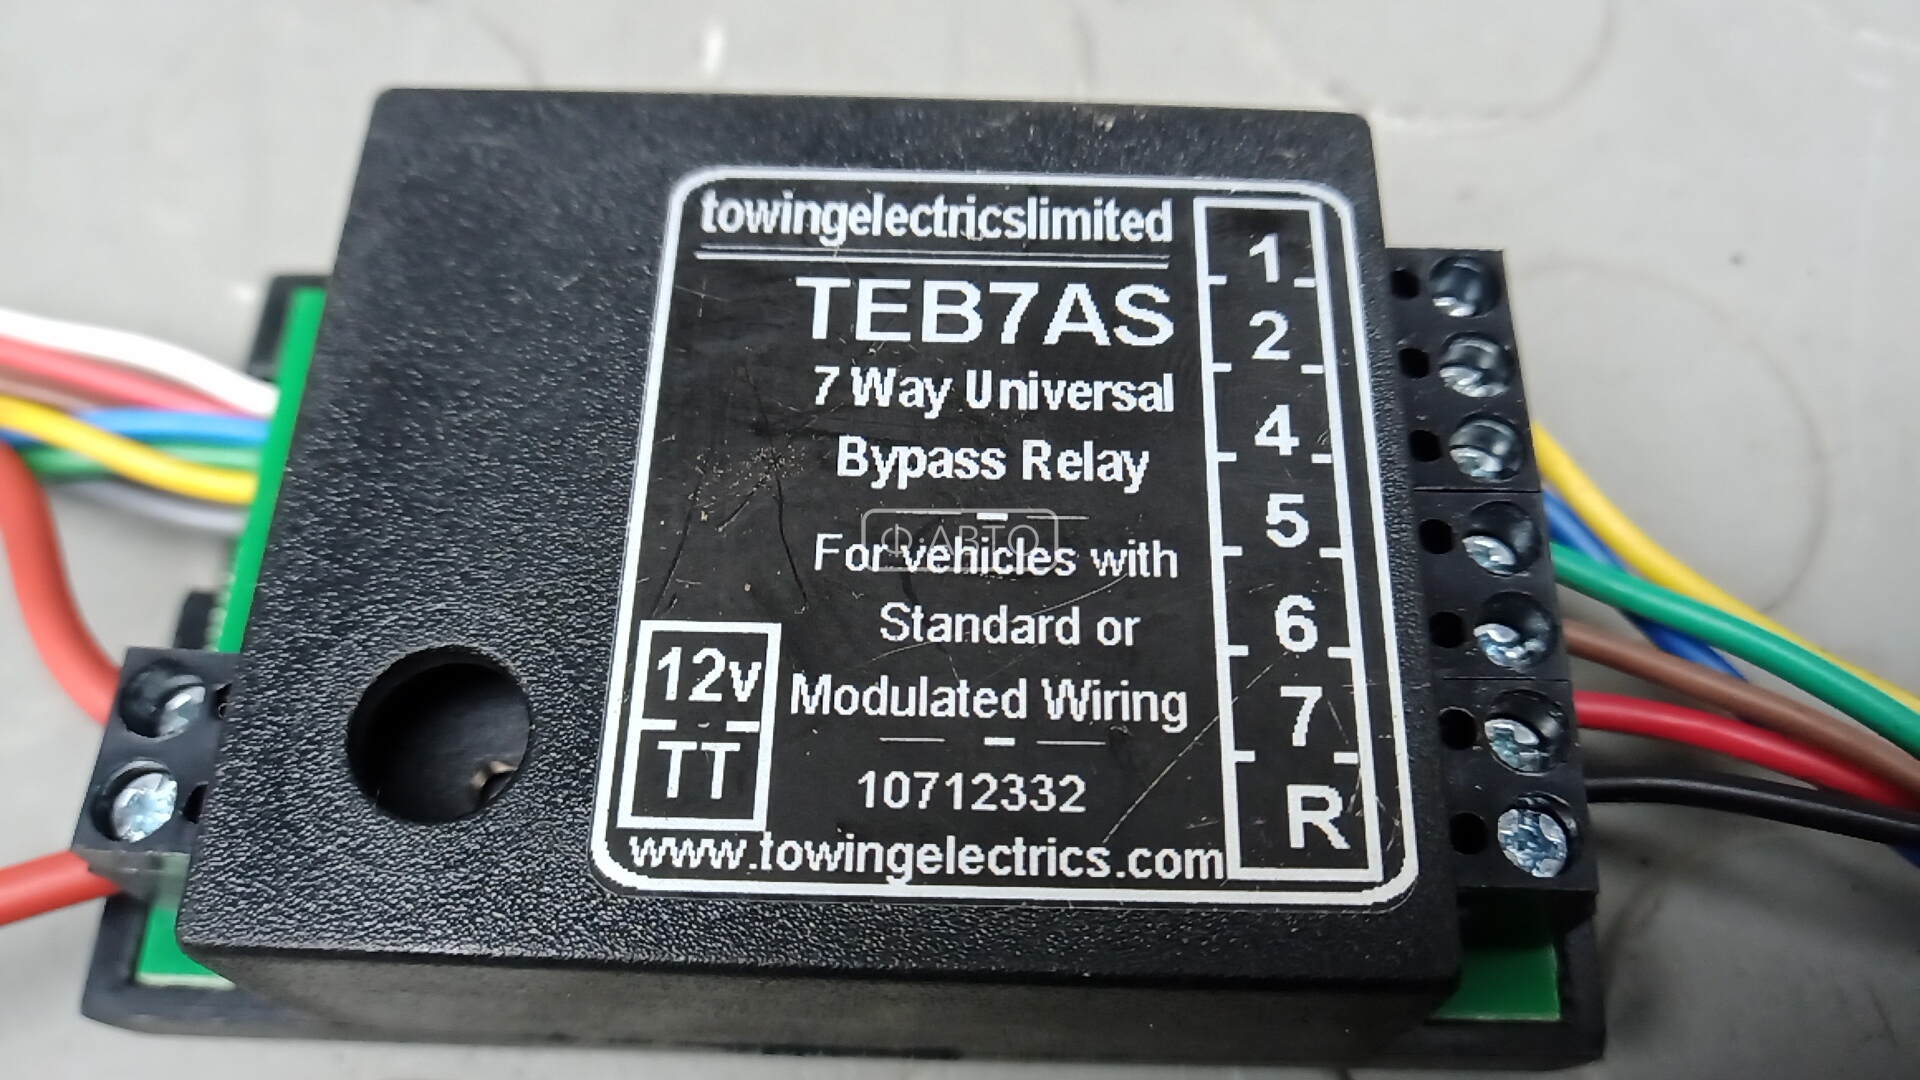 towingelectricslimited
TEB7AS
7 Way Universal
Bypass Relay
ФАВТО
For vehicles with
Standard or
Modulated Wiring
10712332
www.towingelectrics.com
12v
TT
1
2
4
5
6
7
R